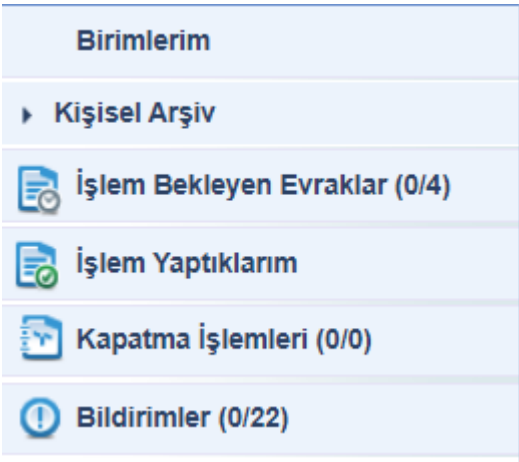 Birimlerim
Kişisel Arşiv
İşlem Bekleyen Evraklar (0/4)
İşlem Yaptıklarım
Kapatma İşlemleri (0/0)
Bildirimler (0/22)